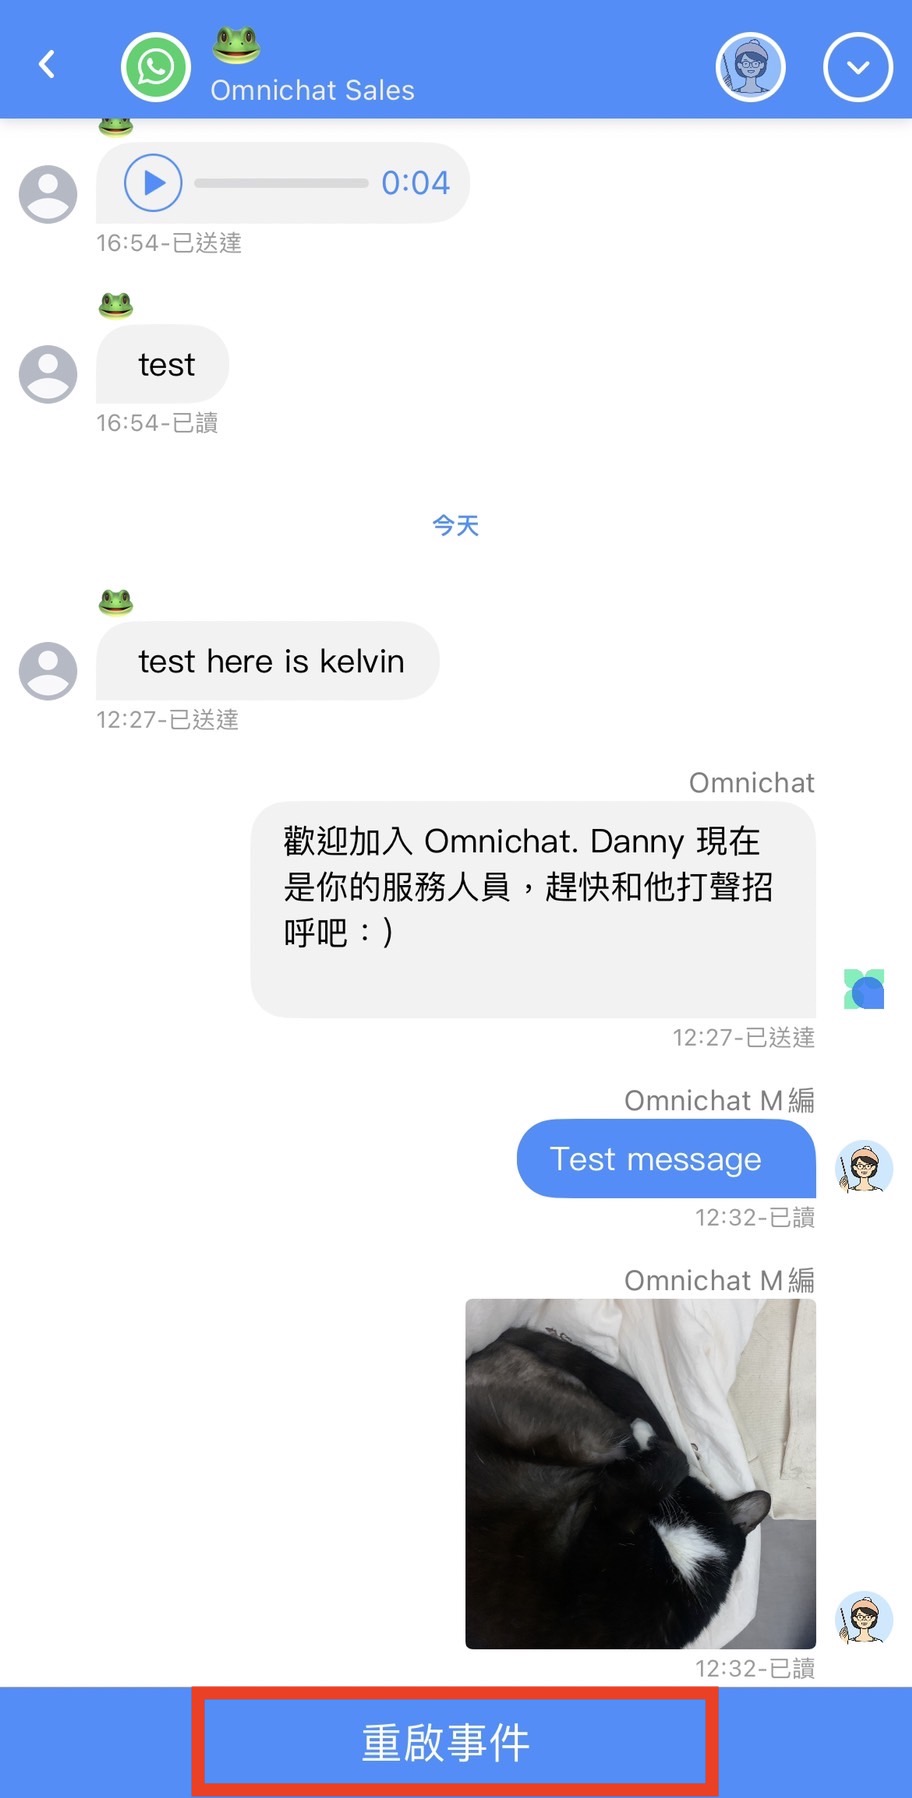 Omnichat Sales
0:04
16:54-已送達
test
16:54-已讀
今天
test here is kelvin
12:27-已送達
Omnichat
歡迎加入 Omnichat. Danny 現在
是你的服務人員，趕快和他打聲招
呼吧：)
12:27-已送達
Omnichat M編
Test message
12:32-已讀
Omnichat M編
12:32-已讀
重啟事件